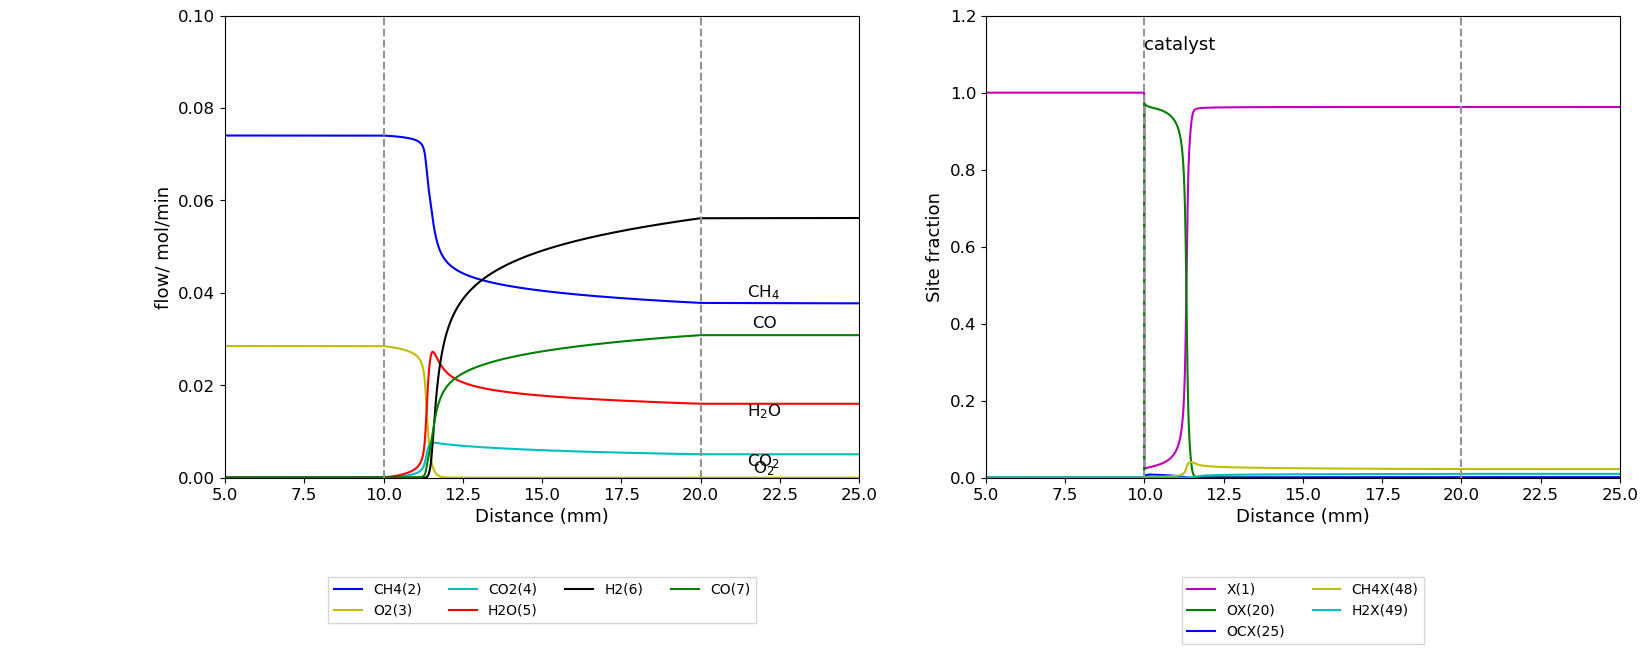 0.10
0.08
0.06
0.04
0.02
0.00
flow/ mol/min
CH₄
CO
H₂O
CO₂
O₂
5.0 7.5 10.0 12.5 15.0 17.5 20.0 22.5 25.0
Distance (mm)
CH4(2) CO2(4) H2(6) CO(7)
O2(3) H2O(5)
1.2
1.0
0.8
0.6
0.4
0.2
0.0
Site fraction
catalyst
5.0 7.5 10.0 12.5 15.0 17.5 20.0 22.5 25.0
Distance (mm)
X(1) CH4X(48)
OX(20) H2X(49)
OCX(25)